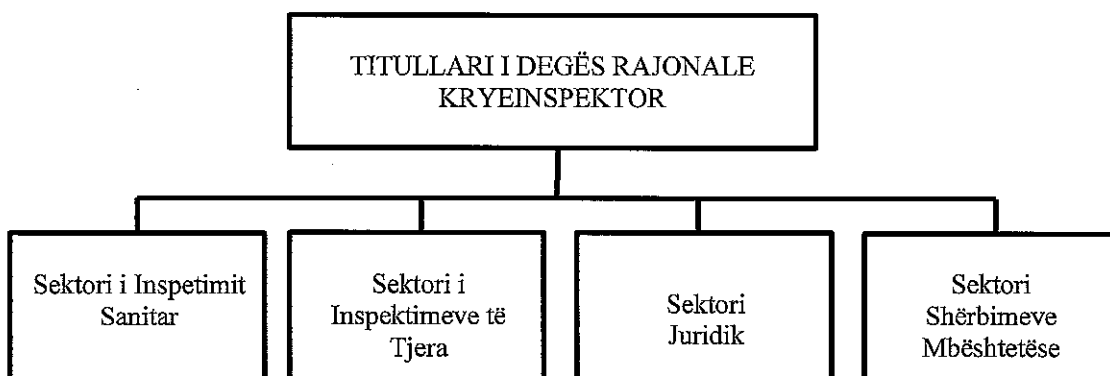 TITULLARI I DEGËS RAJONALE
KRYEINSPEKTOR
Sektori i Inspetimit
Sanitar
Sektori i
Inspektimeve të
Tjera
Sektori
Juridik
Sektori
Shërbimeve
Mbështetëse